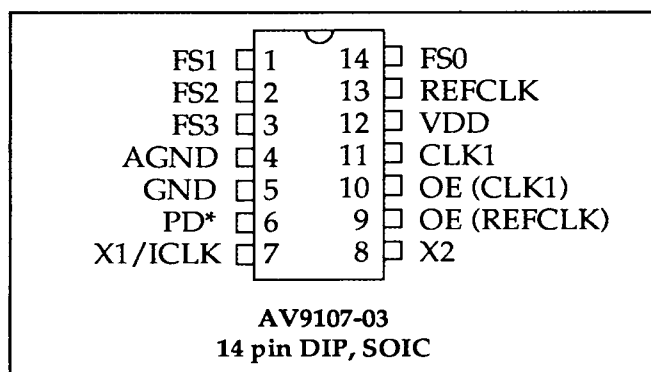 FS1 1 14 FS0
FS2 2 13 REFCLK
FS3 3 12 VDD
AGND 4 11 CLK1
GND 5 10 OE (CLK1)
PD* 6 9 OE (REFCLK)
X1/ICLK 7 8 X2
AV9107-03
14 pin DIP, SOIC